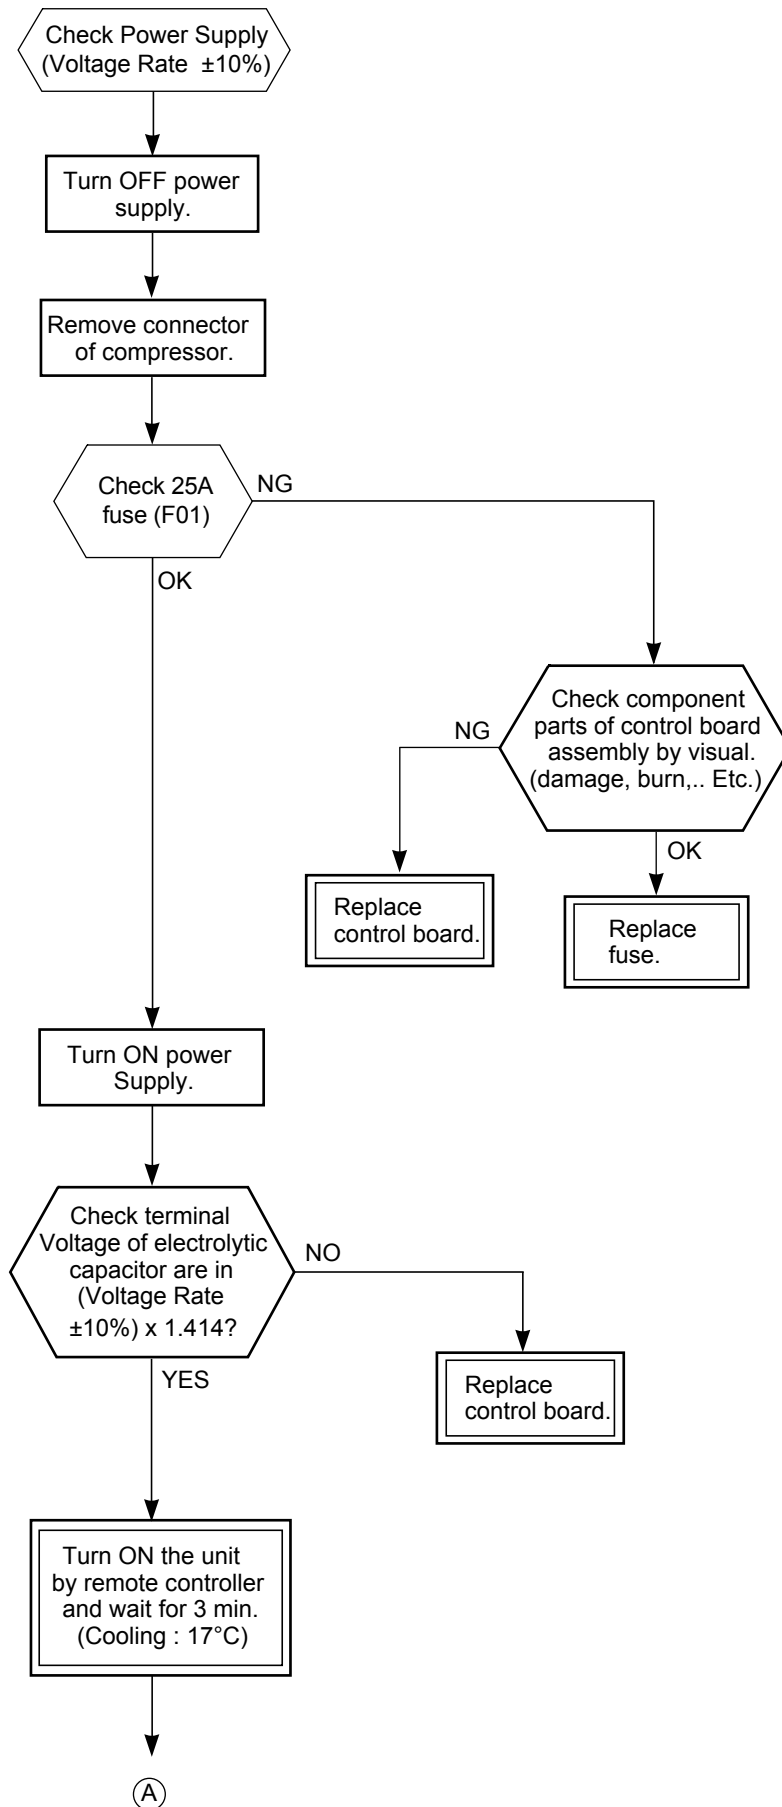 Check Power Supply
(Voltage Rate ±10%)
Turn OFF power
supply.
Remove connector
of compressor.
Check 25A
fuse (F01)
NG
OK
Check component
parts of control board
assembly by visual.
(damage, burn,.. Etc.)
NG
OK
Replace
control board.
Replace
fuse.
Turn ON power
Supply.
Check terminal
Voltage of electrolytic
capacitor are in
(Voltage Rate
±10%) x 1.414?
NO
YES
Replace
control board.
Turn ON the unit
by remote controller
and wait for 3 min.
(Cooling : 17°C)
A